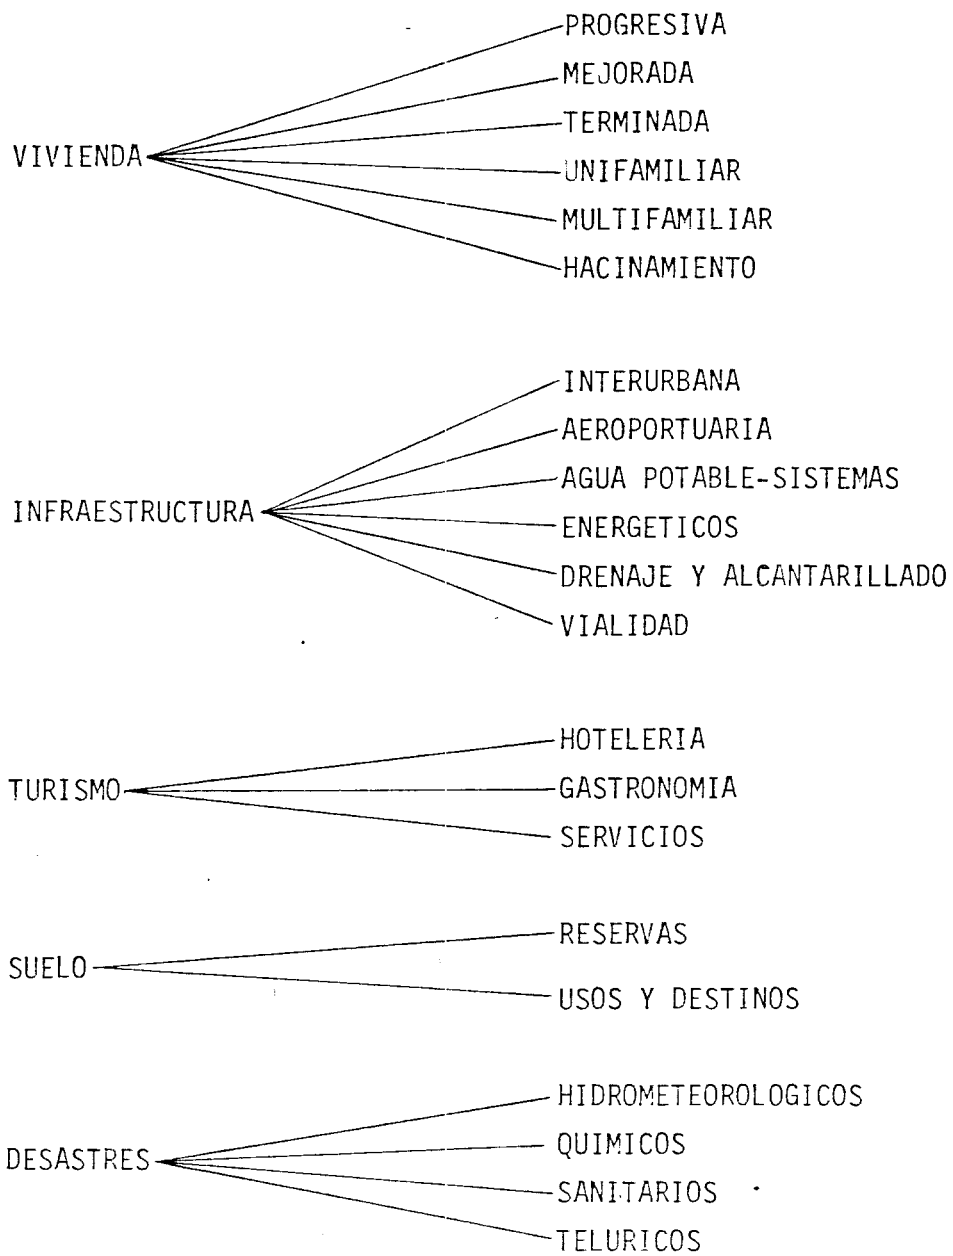 VIVIENDA
PROGRESIVA
MEJORADA
TERMINADA
UNIFAMILIAR
MULTIFAMILIAR
HACINAMIENTO
INFRAESTRUCTURA
INTERURBANA
AEROPORTUARIA
AGUA POTABLE-SISTEMAS
ENERGETICOS
DRENAJE Y ALCANTARILLADO
VIALIDAD
TURISMO
HOTELERIA
GASTRONOMIA
SERVICIOS
SUELO
RESERVAS
USOS Y DESTINOS
DESASTRES
HIDROMETEOROLOGICOS
QUIMICOS
SANITARIOS
TELURICOS